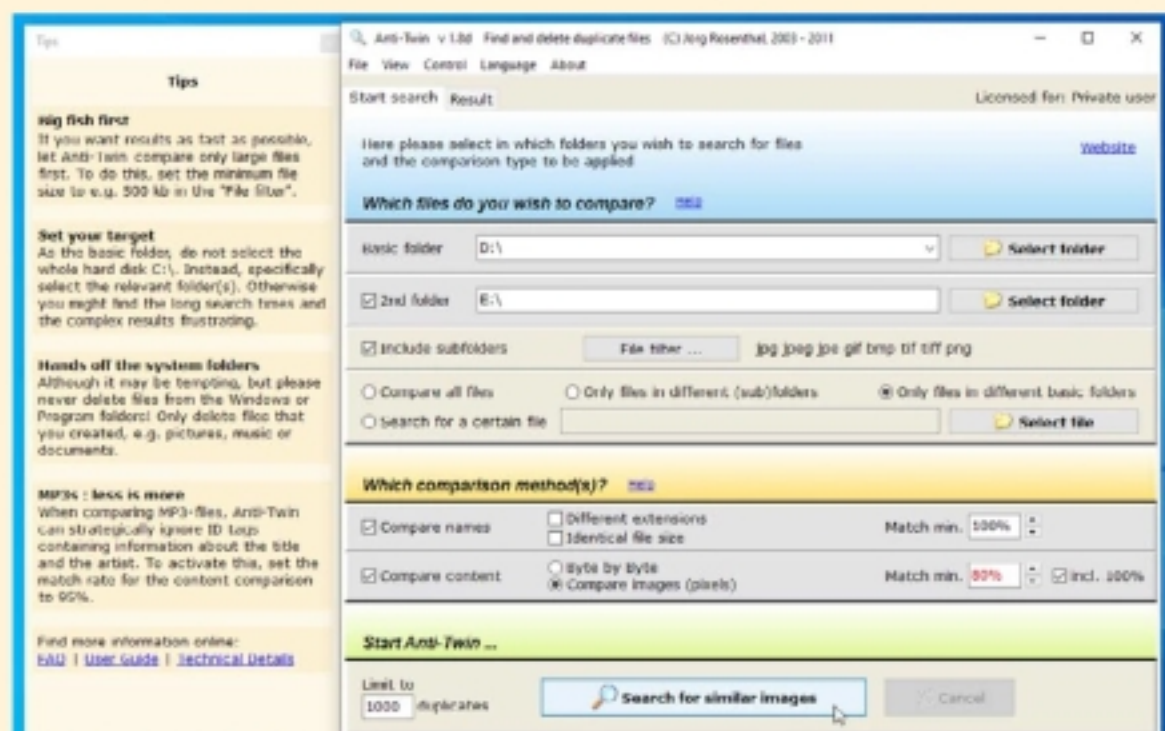 Tips
Tips
Big fish first
If you want results as fast as possible,
let Anti-Twin compare only large files
first. To do this, set the minimum file
size to e.g. 500 kb in the "File filter".
Set your target
As the basic folder, do not select the
whole hard disk C:\. Instead, specifically
select the relevant folder(s). Otherwise
you might find the long search times and
the complex results frustrating.
Hands off the system folders
Although it may be tempting, but please
never delete files from the Windows or
Program folders! Only delete files that
you created, e.g. pictures, music or
documents.
MP3s : less is more
When comparing MP3-files, Anti-Twin
can strategically ignore ID tags
containing information about the title
and the artist. To activate this, set the
match rate for the content comparison
to 95%.
Find more information online:
FAQ | User Guide | Technical Details
Anti-Twin v 1.8d Find and delete duplicate files (C) Jörg Rosenthal, 2003 - 2011
File View Control Language About
Start search Result Licensed for: Private user
Here please select in which folders you wish to search for files
and the comparison type to be applied
Website
Which files do you wish to compare? Help
Basic folder D:\ Select folder
2nd folder E:\ Select folder
Include subfolders File filter ... jpg jpeg jpe gif bmp tif tiff png
Compare all files Only files in different (sub)folders Only files in different basic folders
Search for a certain file Select file
Which comparison method(s)? Help
Compare names Different extensions Match min. 100%
Identical file size
Compare content Byte by Byte Match min. 80% incl. 100%
Compare images (pixels)
Start Anti-Twin ...
Limit to
1000 duplicates Search for similar images Cancel